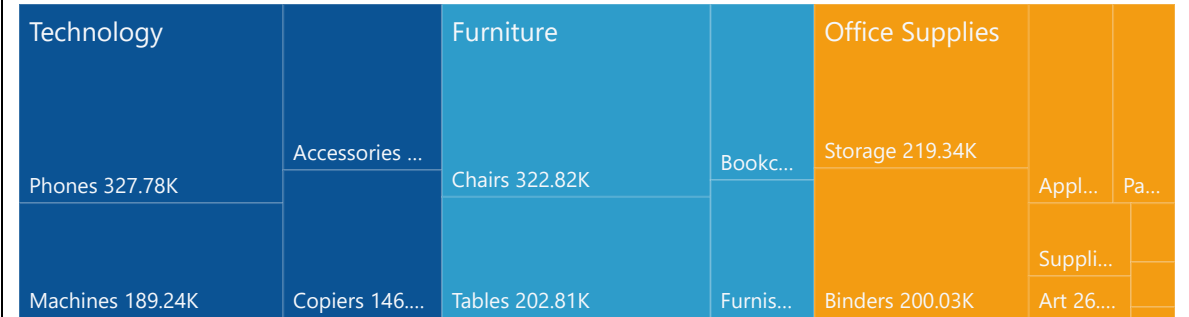 Technology
Furniture
Office Supplies
Accessories ...
Phones 327.78K
Machines 189.24K
Copiers 146....
Chairs 322.82K
Bookc...
Tables 202.81K
Furnis...
Storage 219.34K
Appl...
Pa...
Suppli...
Binders 200.03K
Art 26....